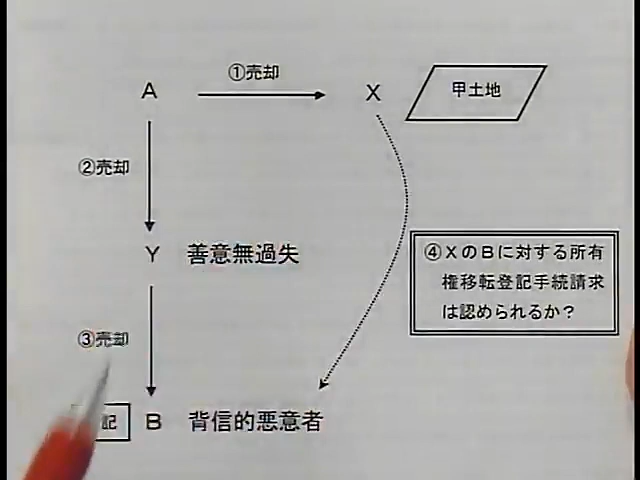 ①売却
A
X
甲土地
②売却
Y
善意無過失
④XのBに対する所有
権移転登記手続請求
は認められるか？
③売却
記
B
背信的悪意者